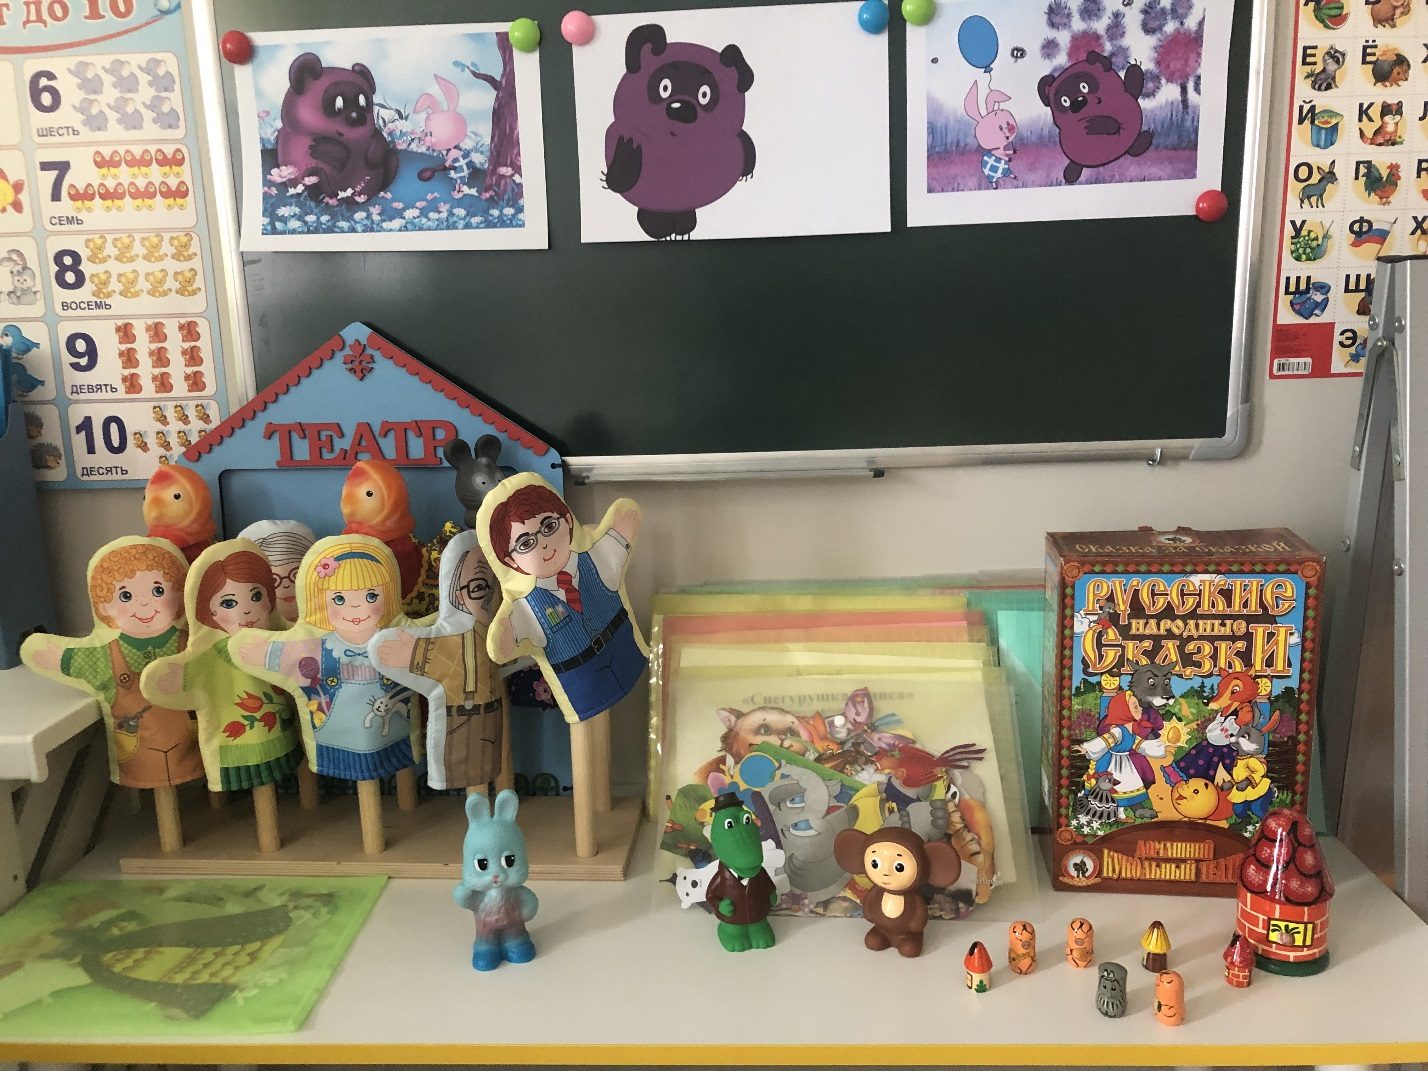 т до 10
6
ШЕСТЬ
7
СЕМЬ
8
ВОСЕМЬ
9
ДЕВЯТЬ
10
ДЕСЯТЬ
ТЕАТР
«Снегурушка лиса»
СКАЗКА ЗА СКАЗКОЙ
РУССКИЕ
НАРОДНЫЕ
СКАЗКИ
ДОМАШНИЙ
КУКОЛЬНЫЙ ТЕАТ
Е Ё
Й К Л
О П Р
У Ф Х
Ш Щ
Э